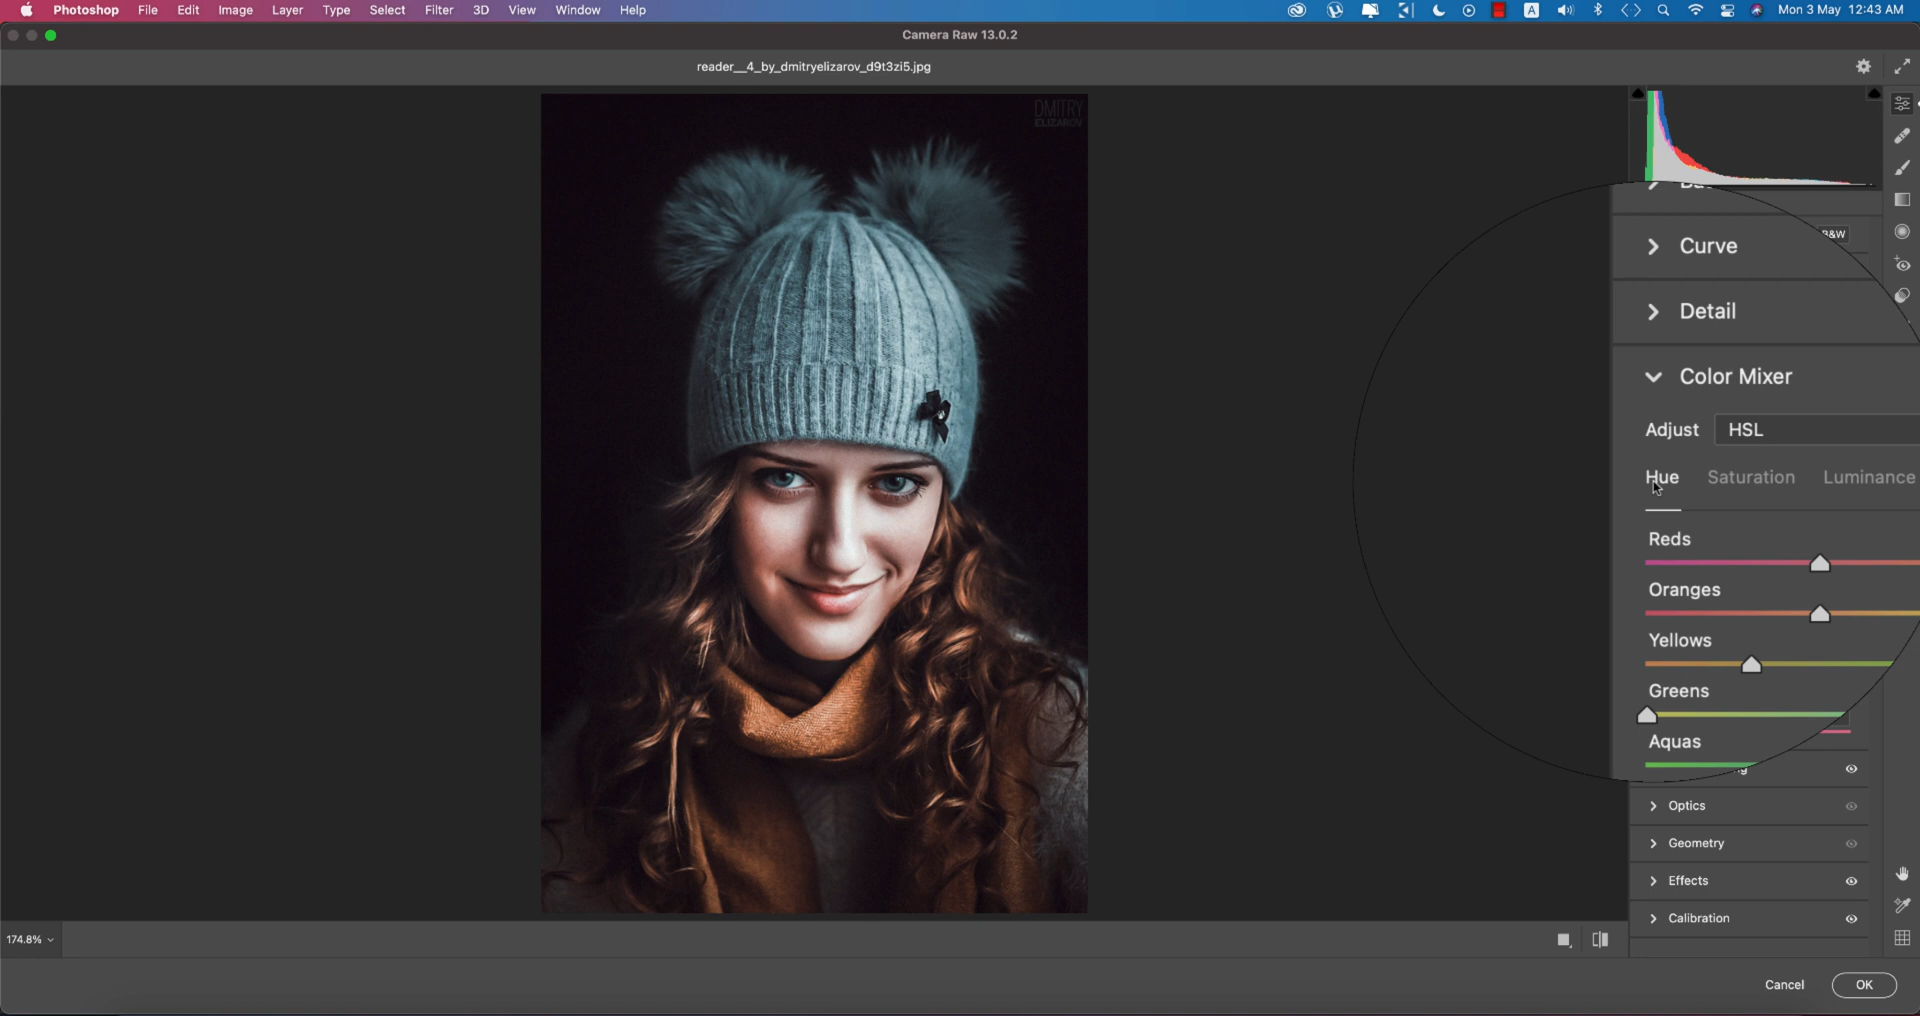 Photoshop File Edit Image Layer Type Select Filter 3D View Window Help A Mon 3 May 12:43 AM
Camera Raw 13.0.2
reader__4_by_dmitryelizarov_d9t3zi5.jpg
DMITRY
ELIZAROV
B&W
Curve
Detail
Color Mixer
Adjust HSL
Hue Saturation Luminance
Reds
Oranges
Yellows
Greens
Aquas
Optics
Geometry
Effects
Calibration
174.8%
Cancel OK